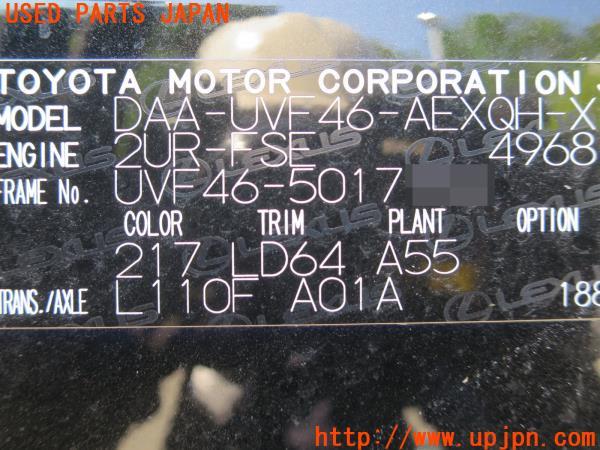 USED PARTS JAPAN
TOYOTA MOTOR CORPORATION
MODEL DAA-UVF46-AEXQH-X
ENGINE 2UR-FSE 4968
FRAME No. UVF46-5017
COLOR TRIM PLANT OPTION
217 LD64 A55
TRANS./AXLE L110F A01A 188
LEXUS
http://www.upjpn.com